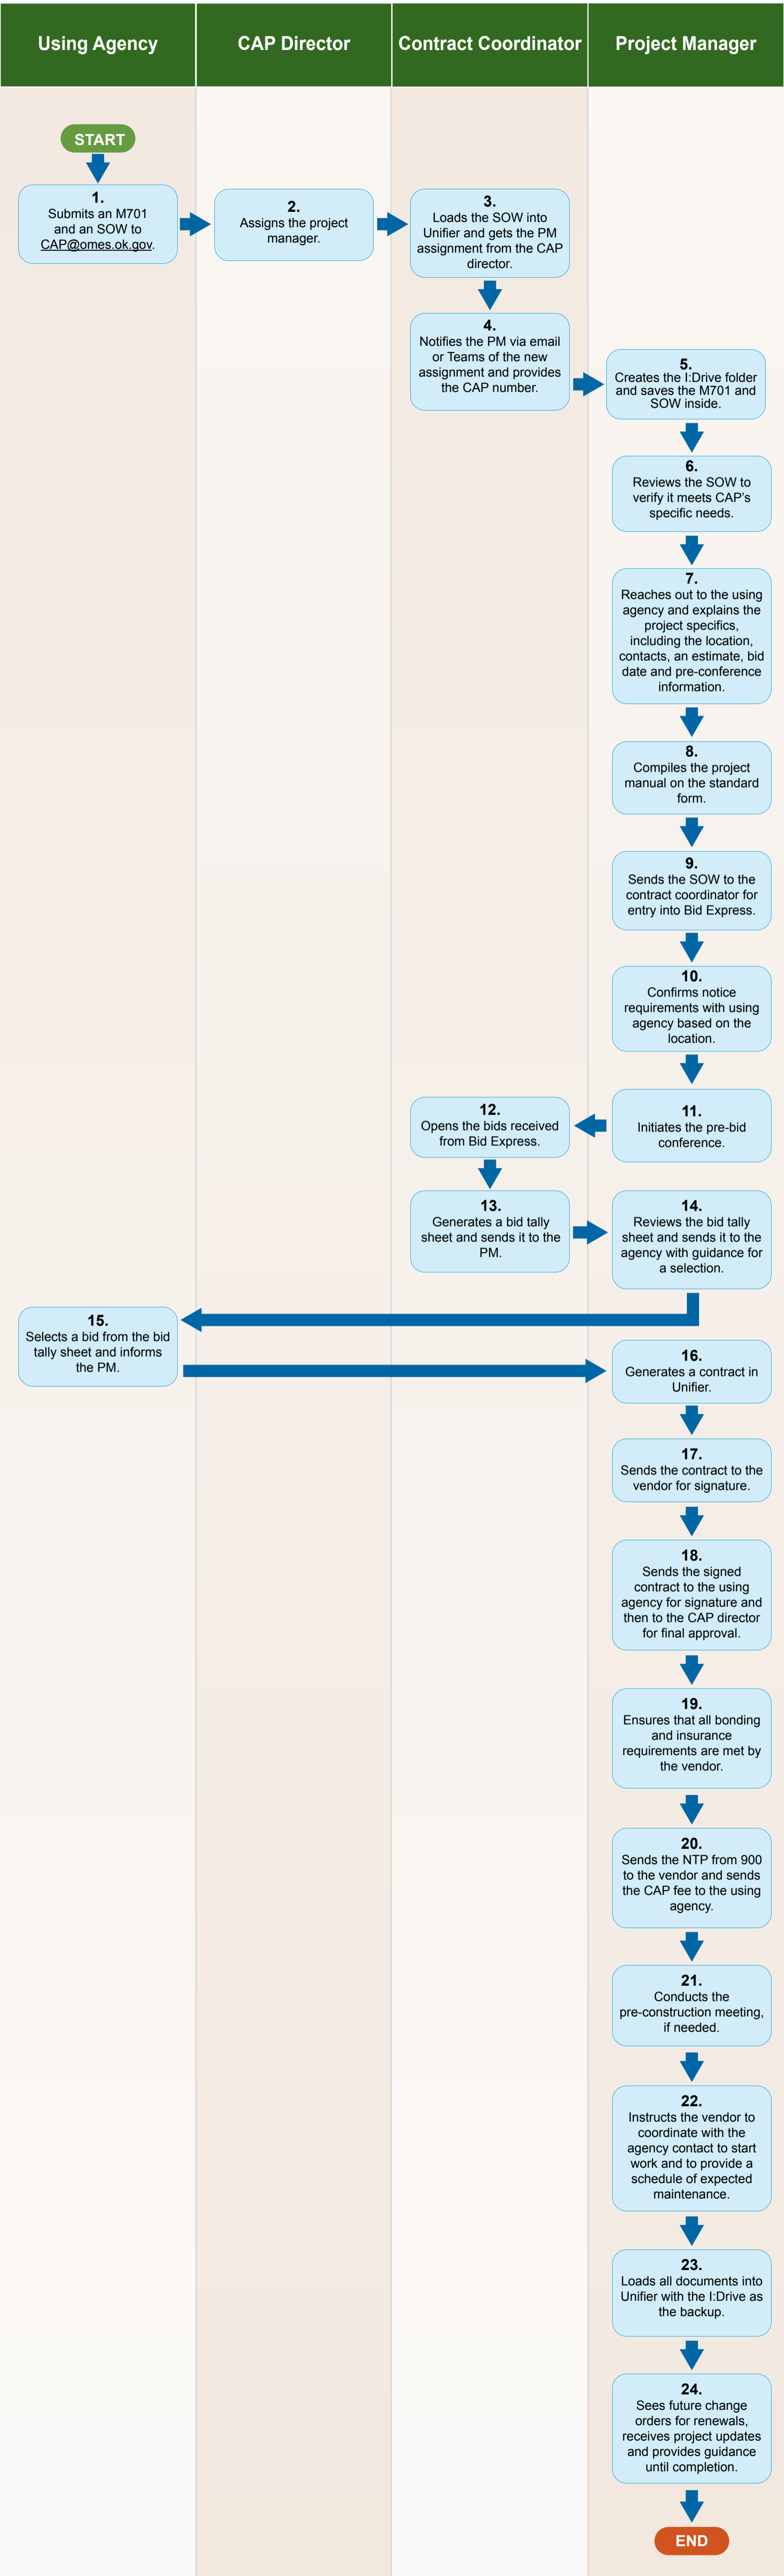 Using Agency
CAP Director
Contract Coordinator
Project Manager
START
1.
Submits an M701
and an SOW to
CAP@omes.ok.gov.
2.
Assigns the project
manager.
3.
Loads the SOW into
Unifier and gets the PM
assignment from the CAP
director.
4.
Notifies the PM via email
or Teams of the new
assignment and provides
the CAP number.
5.
Creates the I:Drive folder
and saves the M701 and
SOW inside.
6.
Reviews the SOW to
verify it meets CAP's
specific needs.
7.
Reaches out to the using
agency and explains the
project specifics,
including the location,
contacts, an estimate, bid
date and pre-conference
information.
8.
Compiles the project
manual on the standard
form.
9.
Sends the SOW to the
contract coordinator for
entry into Bid Express.
10.
Confirms notice
requirements with using
agency based on the
location.
11.
Initiates the pre-bid
conference.
12.
Opens the bids received
from Bid Express.
13.
Generates a bid tally
sheet and sends it to the
PM.
14.
Reviews the bid tally
sheet and sends it to the
agency with guidance for
a selection.
15.
Selects a bid from the bid
tally sheet and informs
the PM.
16.
Generates a contract in
Unifier.
17.
Sends the contract to the
vendor for signature.
18.
Sends the signed
contract to the using
agency for signature and
then to the CAP director
for final approval.
19.
Ensures that all bonding
and insurance
requirements are met by
the vendor.
20.
Sends the NTP from 900
to the vendor and sends
the CAP fee to the using
agency.
21.
Conducts the
pre-construction meeting,
if needed.
22.
Instructs the vendor to
coordinate with the
agency contact to start
work and to provide a
schedule of expected
maintenance.
23.
Loads all documents into
Unifier with the I:Drive as
the backup.
24.
Sees future change
orders for renewals,
receives project updates
and provides guidance
until completion.
END